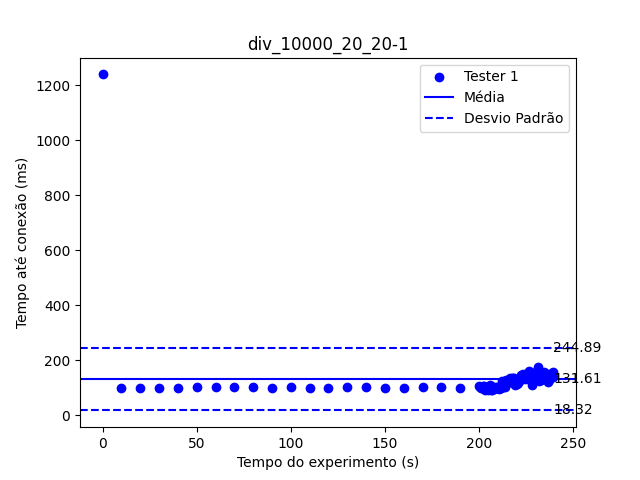 div_10000_20_20-1
Tester 1
Média
Desvio Padrão
Tempo até conexão (ms)
1200
1000
800
600
400
200
0
244.89
131.61
18.32
0
50
100
150
200
250
Tempo do experimento (s)